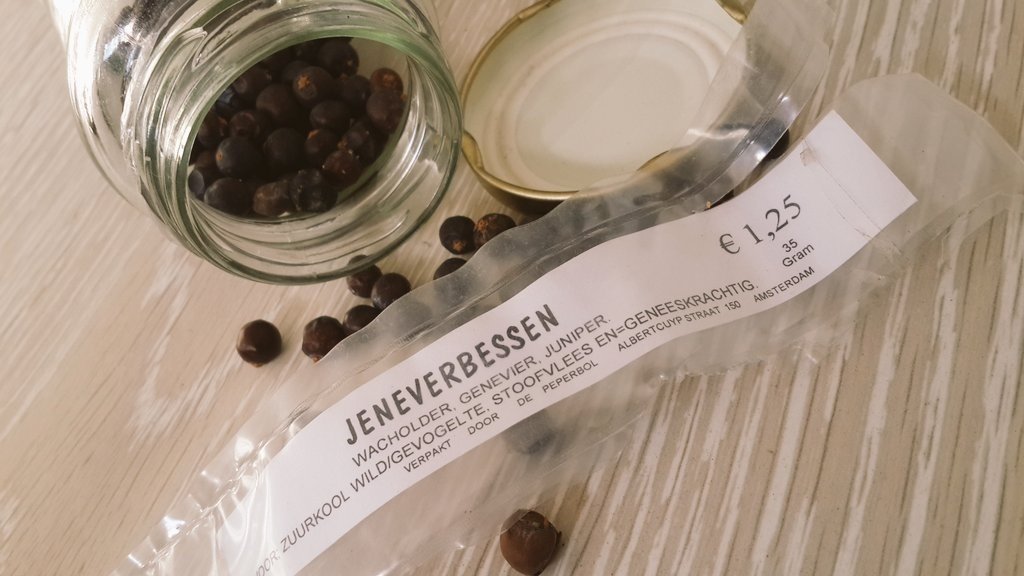 JENEVERBESSEN
€ 1,25
35
Gram
WACHOLDER, GENEVIER, JUNIPER.
ZUURKOOL WILD/GEVOGELTE, STOOFVLEES EN=GENEESKRACHTIG.
VERPAKT DOOR DE PEPERBOL ALBERTCUYP STRAAT 150 AMSTERDAM